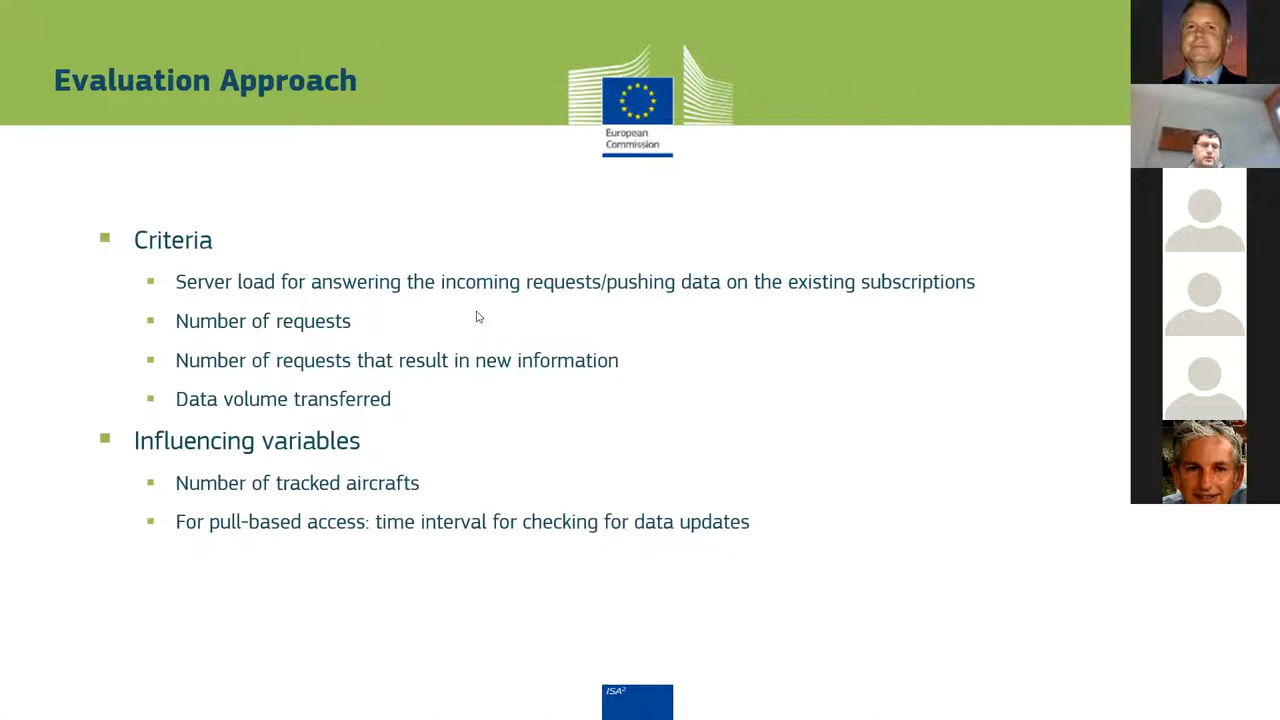 Evaluation Approach
European
Commission
Criteria
Server load for answering the incoming requests/pushing data on the existing subscriptions
Number of requests
Number of requests that result in new information
Data volume transferred
Influencing variables
Number of tracked aircrafts
For pull-based access: time interval for checking for data updates
ISA²